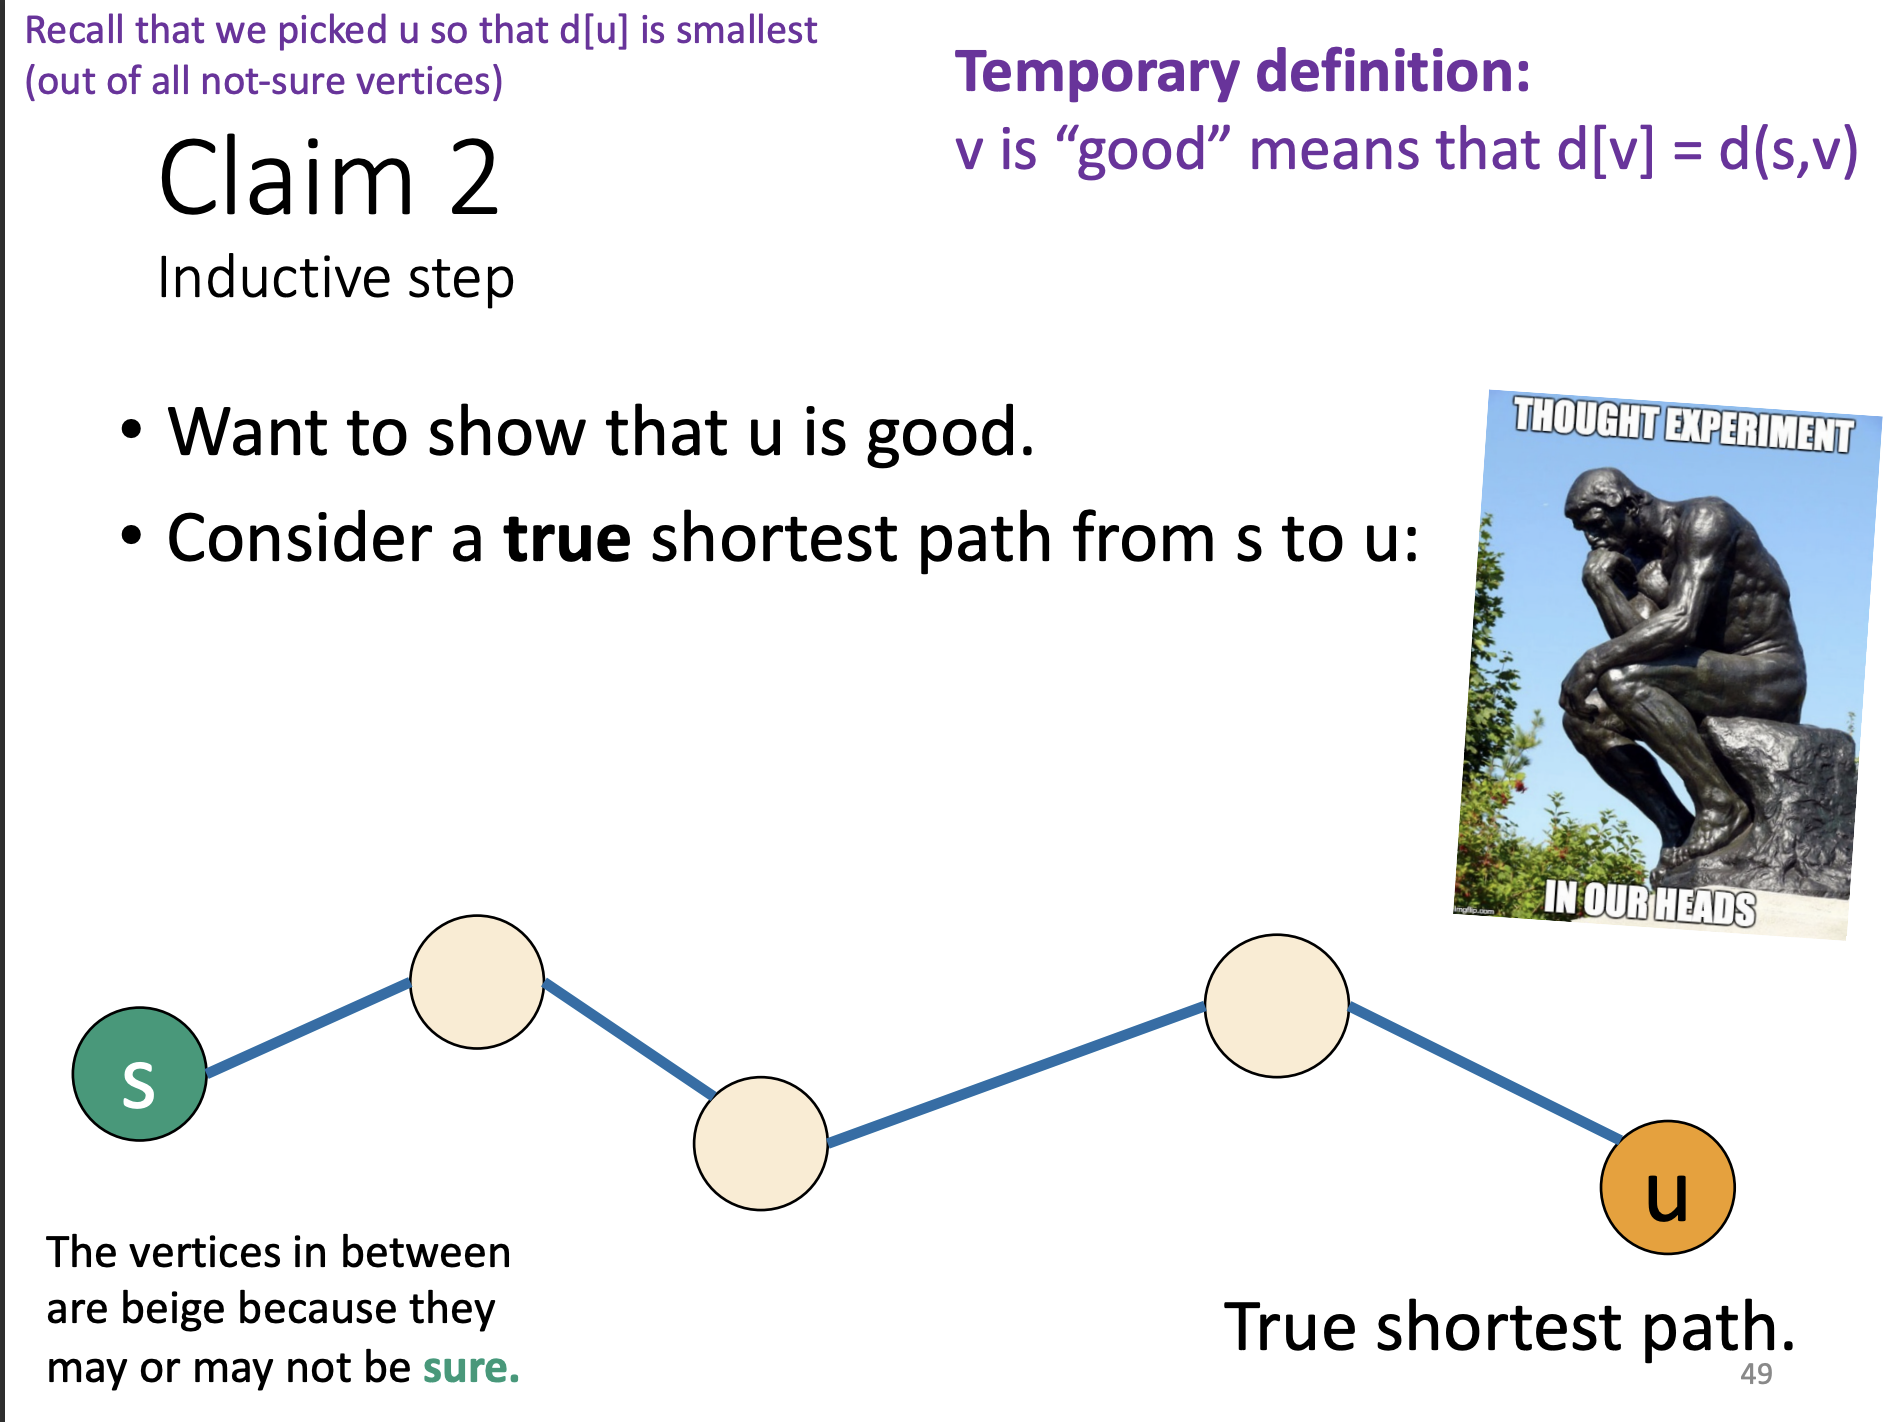 Recall that we picked u so that d[u] is smallest
(out of all not-sure vertices)
Temporary definition:
v is “good” means that d[v] = d(s,v)
Claim 2
Inductive step
• Want to show that u is good.
• Consider a true shortest path from s to u:
THOUGHT EXPERIMENT
IN OUR HEADS
imgflip.com
s
u
The vertices in between
are beige because they
may or may not be sure.
True shortest path.
49